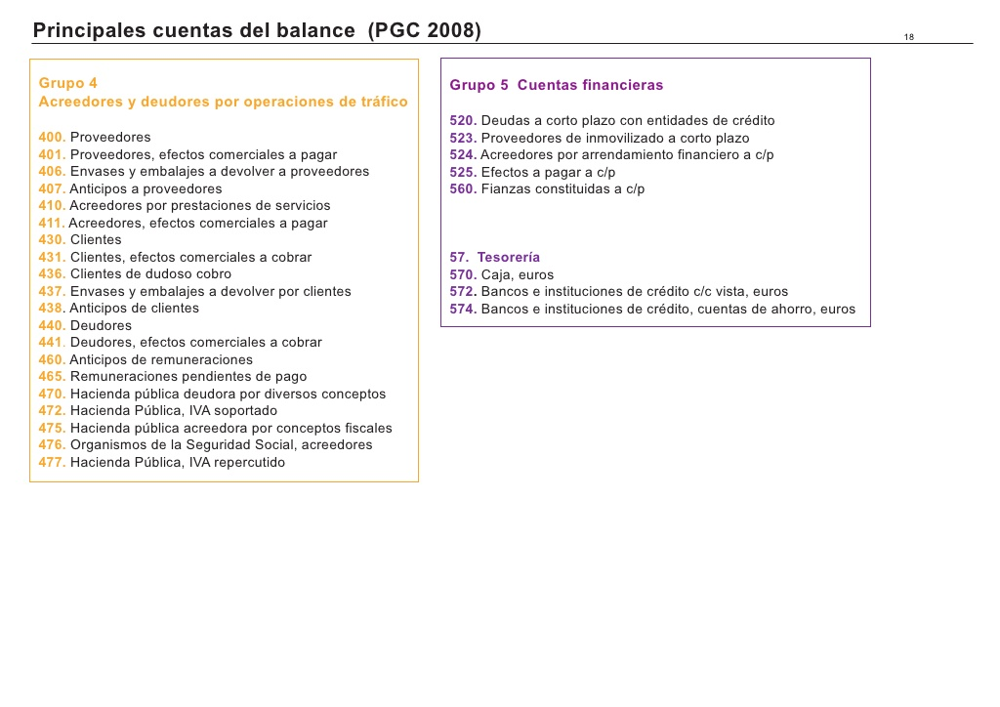 Principales cuentas del balance  (PGC 2008)
18
Grupo 4
Acreedores y deudores por operaciones de tráfico
400. Proveedores
401. Proveedores, efectos comerciales a pagar
406. Envases y embalajes a devolver a proveedores
407. Anticipos a proveedores
410. Acreedores por prestaciones de servicios
411. Acreedores, efectos comerciales a pagar
430. Clientes
431. Clientes, efectos comerciales a cobrar
436. Clientes de dudoso cobro
437. Envases y embalajes a devolver por clientes
438. Anticipos de clientes
440. Deudores
441. Deudores, efectos comerciales a cobrar
460. Anticipos de remuneraciones
465. Remuneraciones pendientes de pago
470. Hacienda pública deudora por diversos conceptos
472. Hacienda Pública, IVA soportado
475. Hacienda pública acreedora por conceptos fiscales
476. Organismos de la Seguridad Social, acreedores
477. Hacienda Pública, IVA repercutido
Grupo 5  Cuentas financieras
520. Deudas a corto plazo con entidades de crédito
523. Proveedores de inmovilizado a corto plazo
524. Acreedores por arrendamiento financiero a c/p
525. Efectos a pagar a c/p
560. Fianzas constituidas a c/p
57.  Tesorería
570. Caja, euros
572. Bancos e instituciones de crédito c/c vista, euros
574. Bancos e instituciones de crédito, cuentas de ahorro, euros